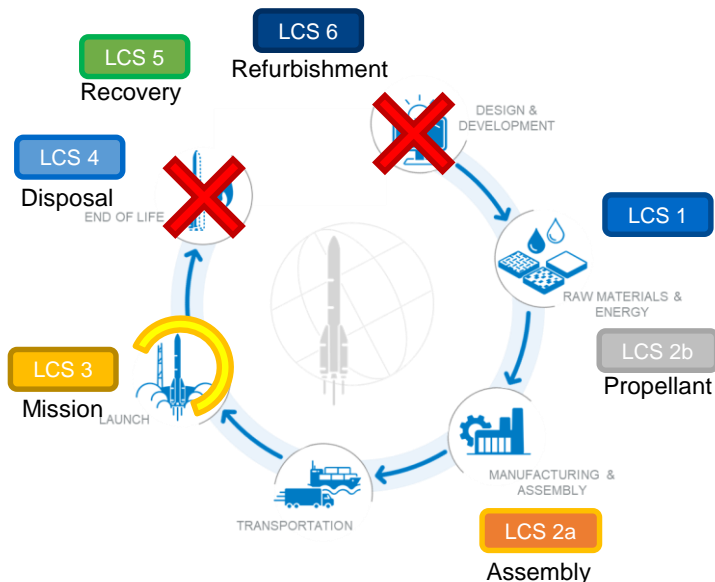 LCS 6
Refurbishment
LCS 5
Recovery
DESIGN &
DEVELOPMENT
LCS 4
Disposal
END OF LIFE
LCS 1
RAW MATERIALS &
ENERGY
LCS 2b
Propellant
LCS 3
Mission
LAUNCH
MANUFACTURING &
ASSEMBLY
TRANSPORTATION
LCS 2a
Assembly